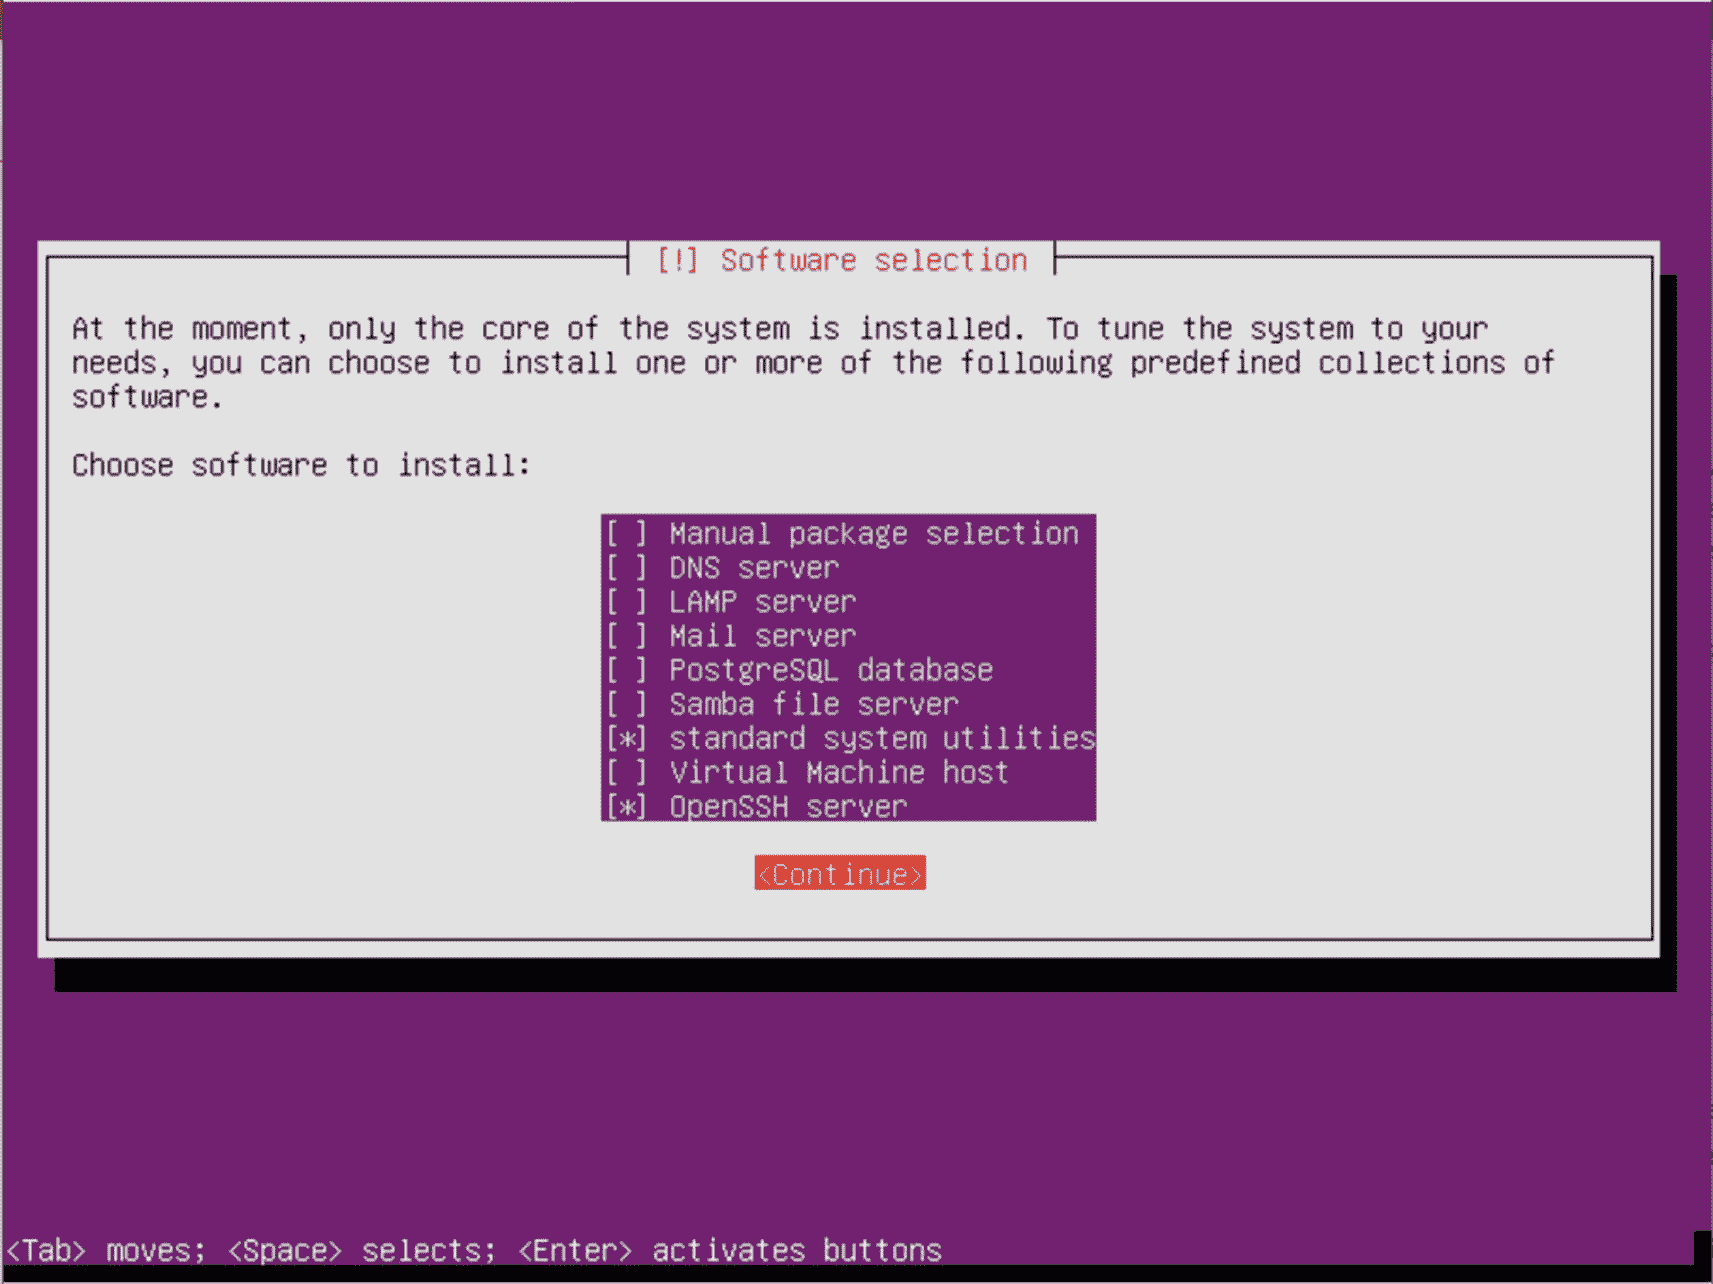 [!] Software selection
At the moment, only the core of the system is installed. To tune the system to your
needs, you can choose to install one or more of the following predefined collections of
software.
Choose software to install:
[ ] Manual package selection
[ ] DNS server
[ ] LAMP server
[ ] Mail server
[ ] PostgreSQL database
[ ] Samba file server
[*] standard system utilities
[ ] Virtual Machine host
[*] OpenSSH server
<Continue>
<Tab> moves; <Space> selects; <Enter> activates buttons